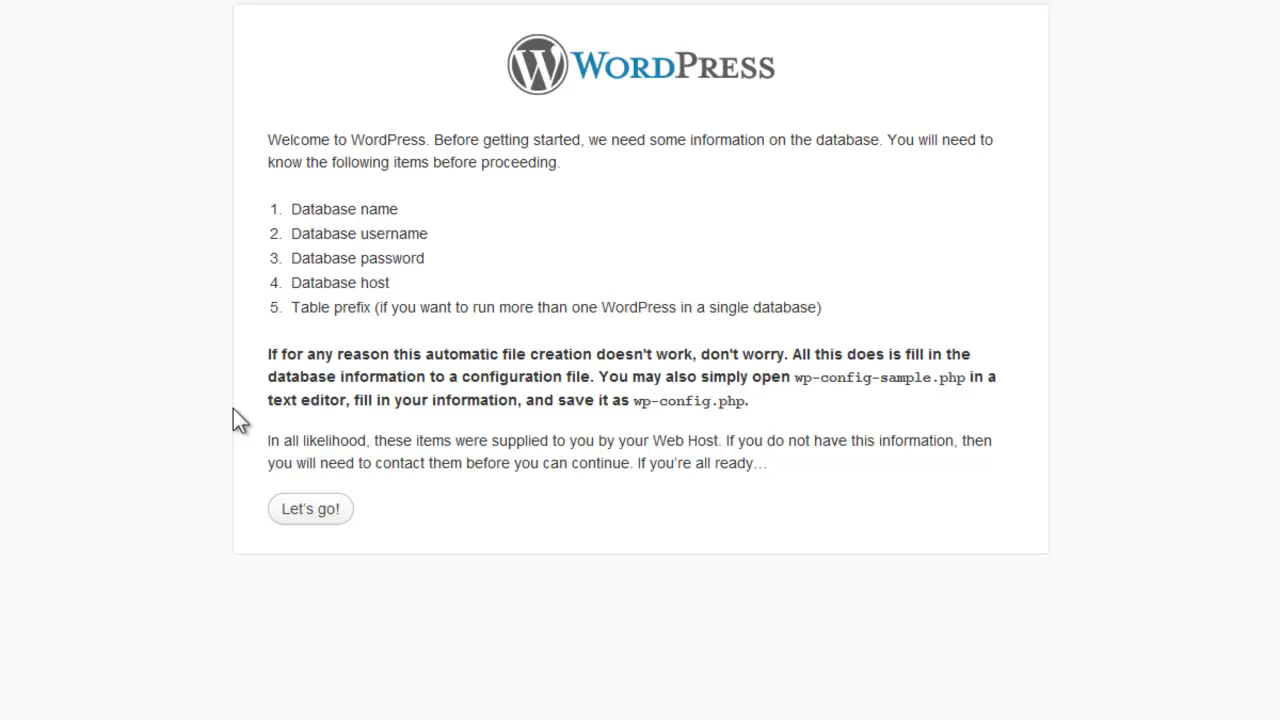 WORDPRESS
Welcome to WordPress. Before getting started, we need some information on the database. You will need to
know the following items before proceeding.
1. Database name
2. Database username
3. Database password
4. Database host
5. Table prefix (if you want to run more than one WordPress in a single database)
If for any reason this automatic file creation doesn't work, don't worry. All this does is fill in the
database information to a configuration file. You may also simply open wp-config-sample.php in a
text editor, fill in your information, and save it as wp-config.php.
In all likelihood, these items were supplied to you by your Web Host. If you do not have this information, then
you will need to contact them before you can continue. If you're all ready…
Let's go!